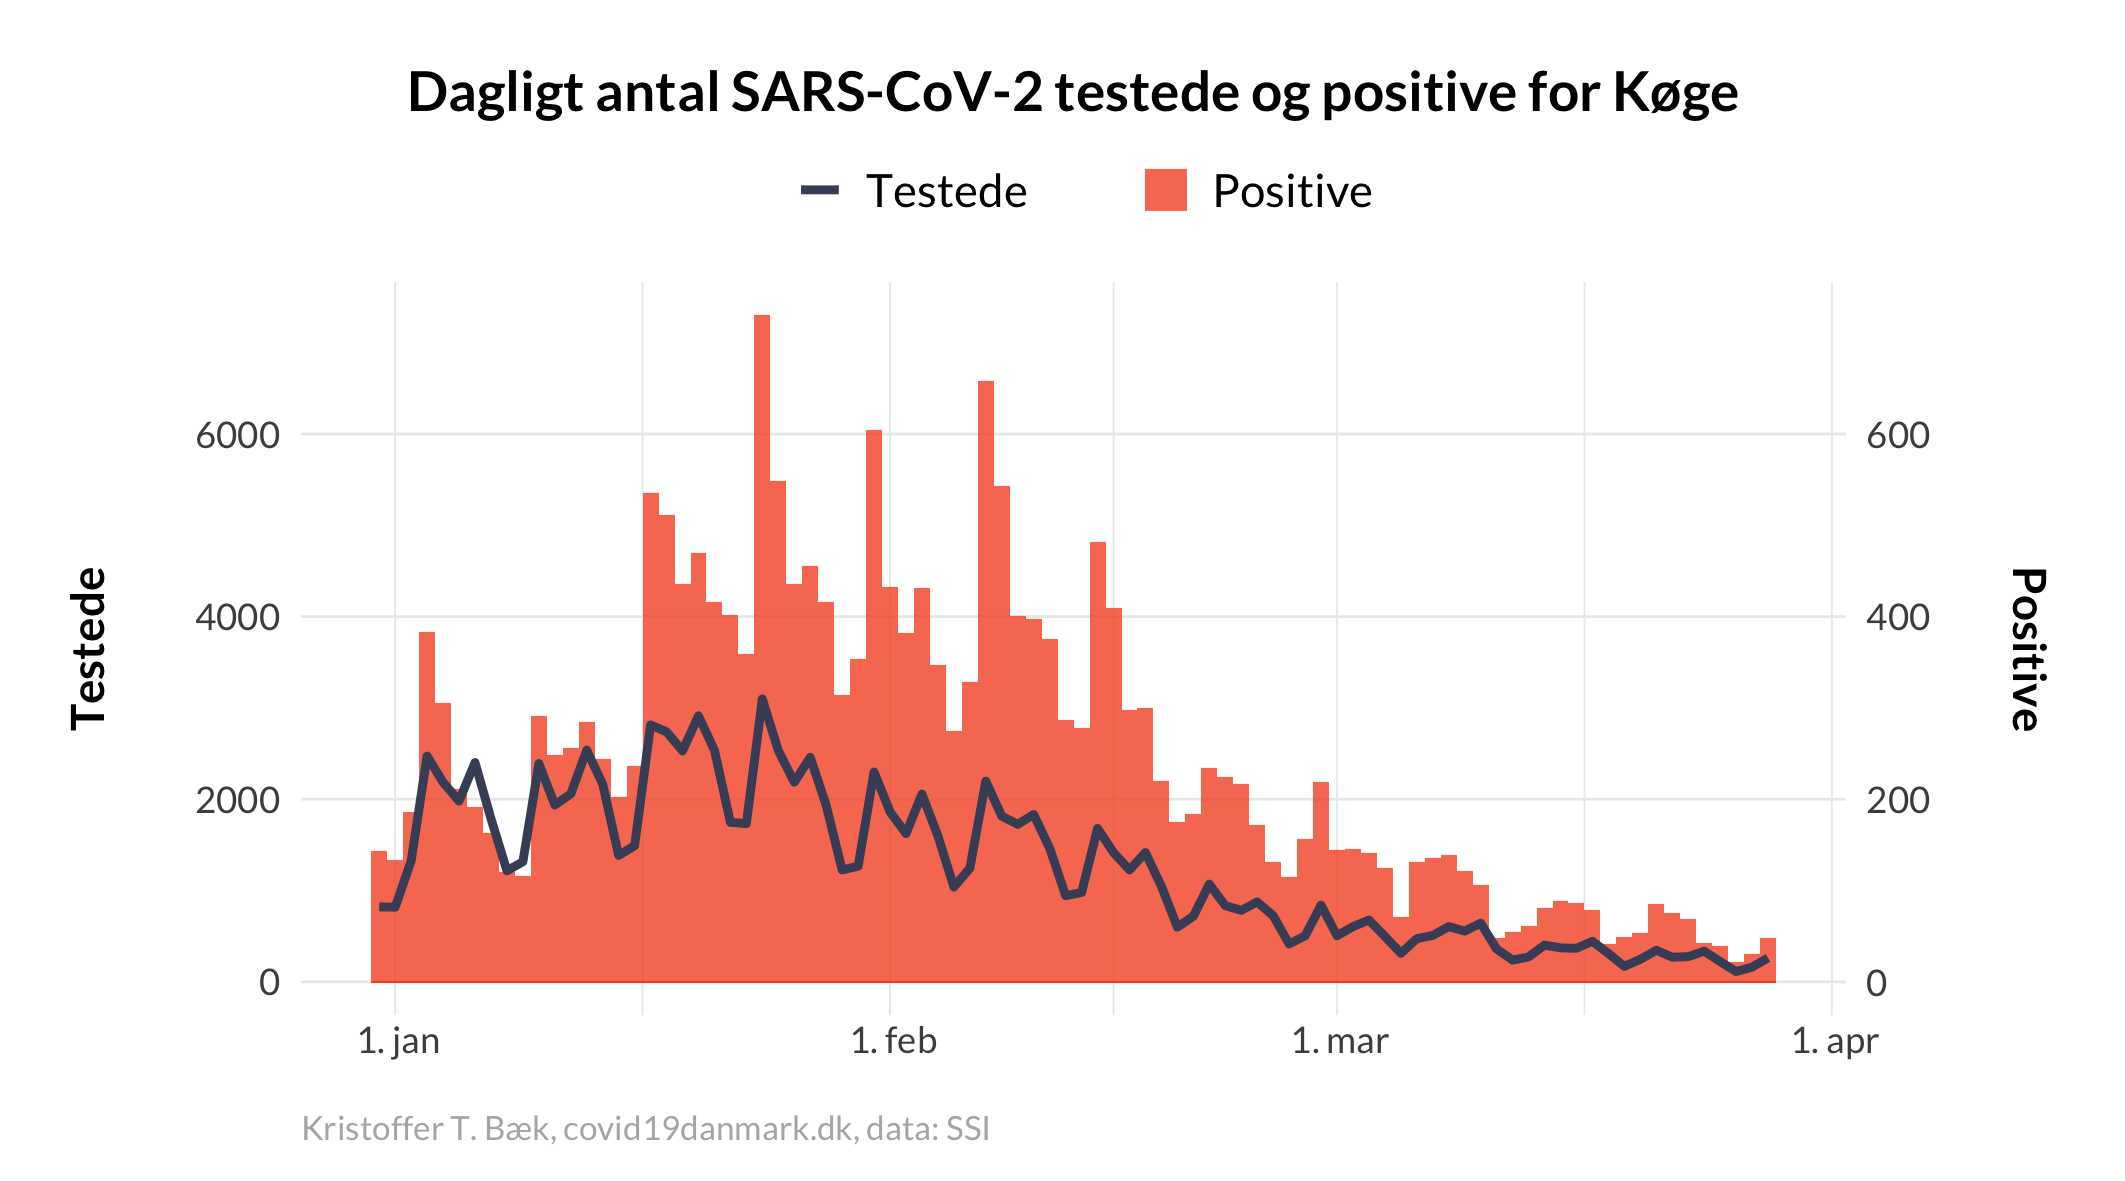 Dagligt antal SARS-CoV-2 testede og positive for Køge
Testede
Positive
Testede
6000
4000
2000
0
600
400
200
0
Positive
1. jan
1. feb
1. mar
1. apr
Kristoffer T. Bæk, covid19danmark.dk, data: SSI